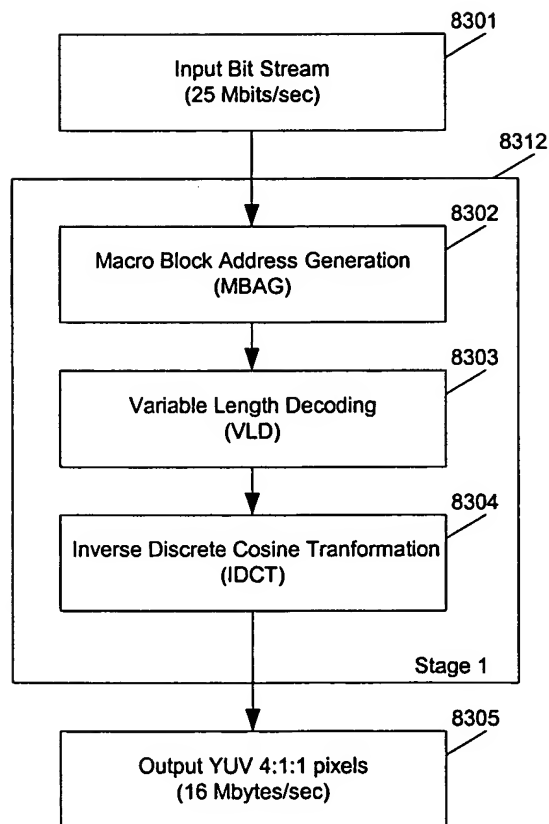 8301
Input Bit Stream
(25 Mbits/sec)
8312
8302
Macro Block Address Generation
(MBAG)
8303
Variable Length Decoding
(VLD)
8304
Inverse Discrete Cosine Tranformation
(IDCT)
Stage 1
8305
Output YUV 4:1:1 pixels
(16 Mbytes/sec)